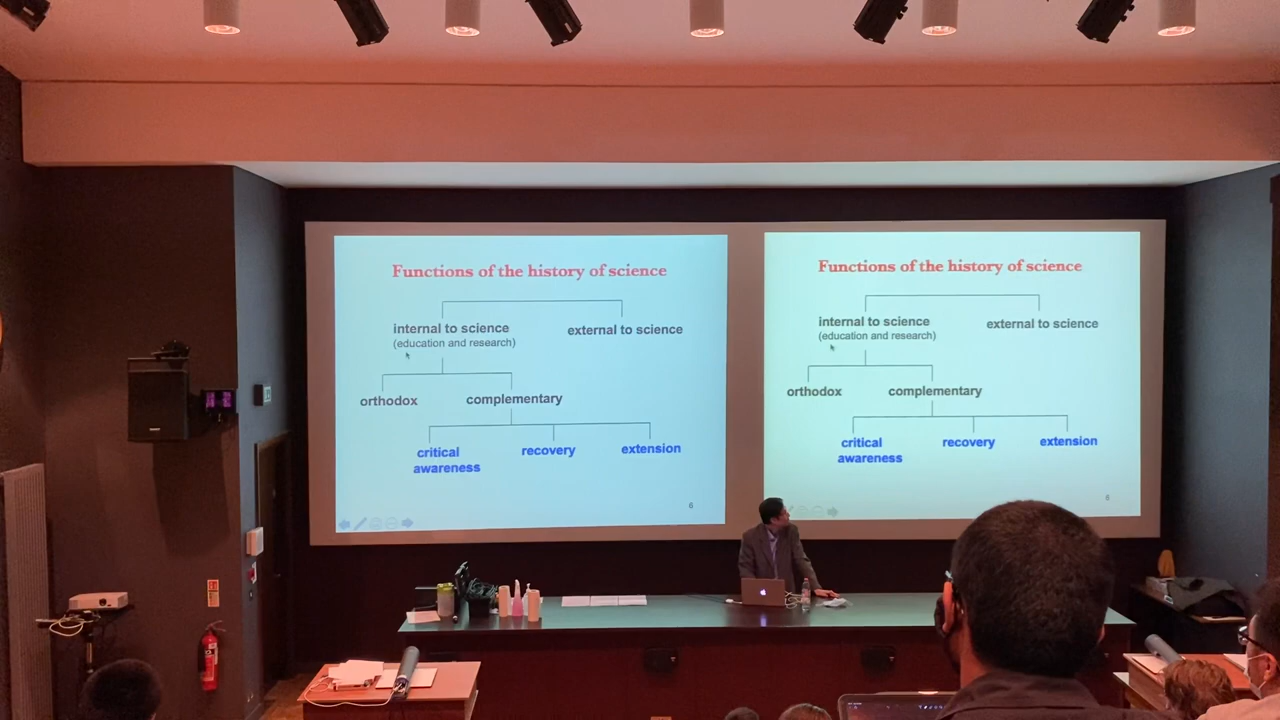 Functions of the history of science
internal to science
(education and research)
external to science
orthodox
complementary
critical
awareness
recovery
extension
6
Functions of the history of science
internal to science
(education and research)
external to science
orthodox
complementary
critical
awareness
recovery
extension
6